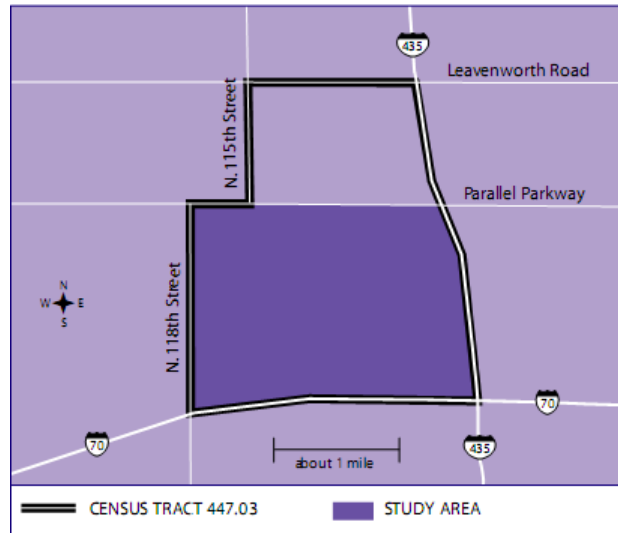 435
Leavenworth Road
N. 115th Street
Parallel Parkway
N
W E
S
N. 118th Street
70
70
435
about 1 mile
CENSUS TRACT 447.03
STUDY AREA